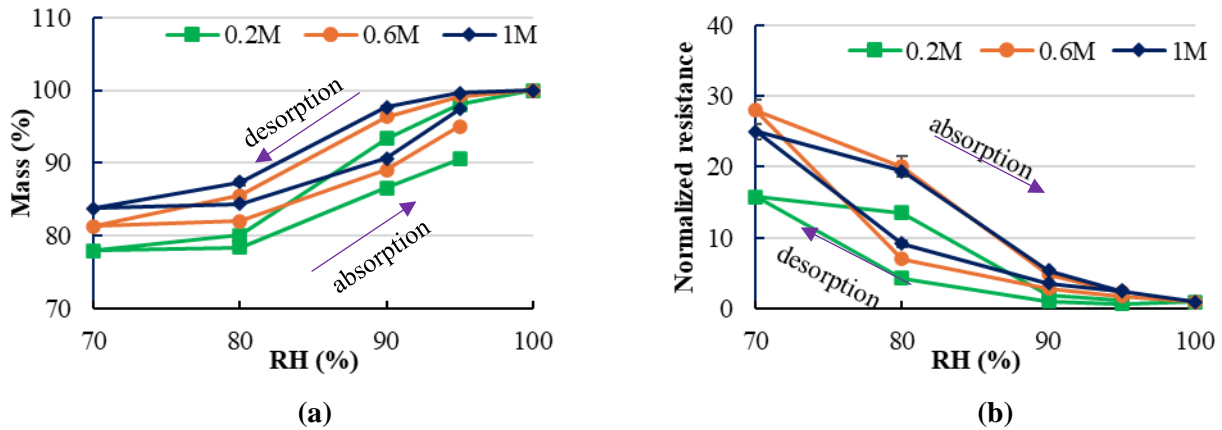 110
0.2M 0.6M 1M
100
desorption
90
Mass (%)
80
absorption
70
70 80 90 100
RH (%)
(a)
40
0.2M 0.6M 1M
30
absorption
20
Normalized resistance
10
desorption
0
70 80 90 100
RH (%)
(b)